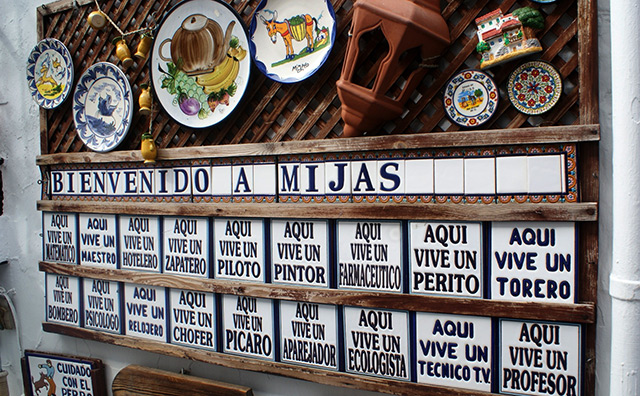 BIENVENIDO A MIJAS
AQUI
VIVE UN
MATEMATICO
AQUI
VIVE UN
MAESTRO
AQUI
VIVE UN
HOTELERO
AQUI
VIVE UN
ZAPATERO
AQUI
VIVE UN
PILOTO
AQUI
VIVE UN
PINTOR
AQUI
VIVE UN
FARMACEUTICO
AQUI
VIVE UN
PERITO
AQUI
VIVE UN
TORERO
AQUI
VIVE UN
BOMBERO
AQUI
VIVE UN
PSICOLOGO
AQUI
VIVE UN
RELOJERO
AQUI
VIVE UN
CHOFER
AQUI
VIVE UN
PICARO
AQUI
VIVE UN
APAREJADOR
AQUI
VIVE UN
ECOLOGISTA
AQUI
VIVE UN
TECNICO TV.
AQUI
VIVE UN
PROFESOR
CUIDADO
CON EL
PERRO